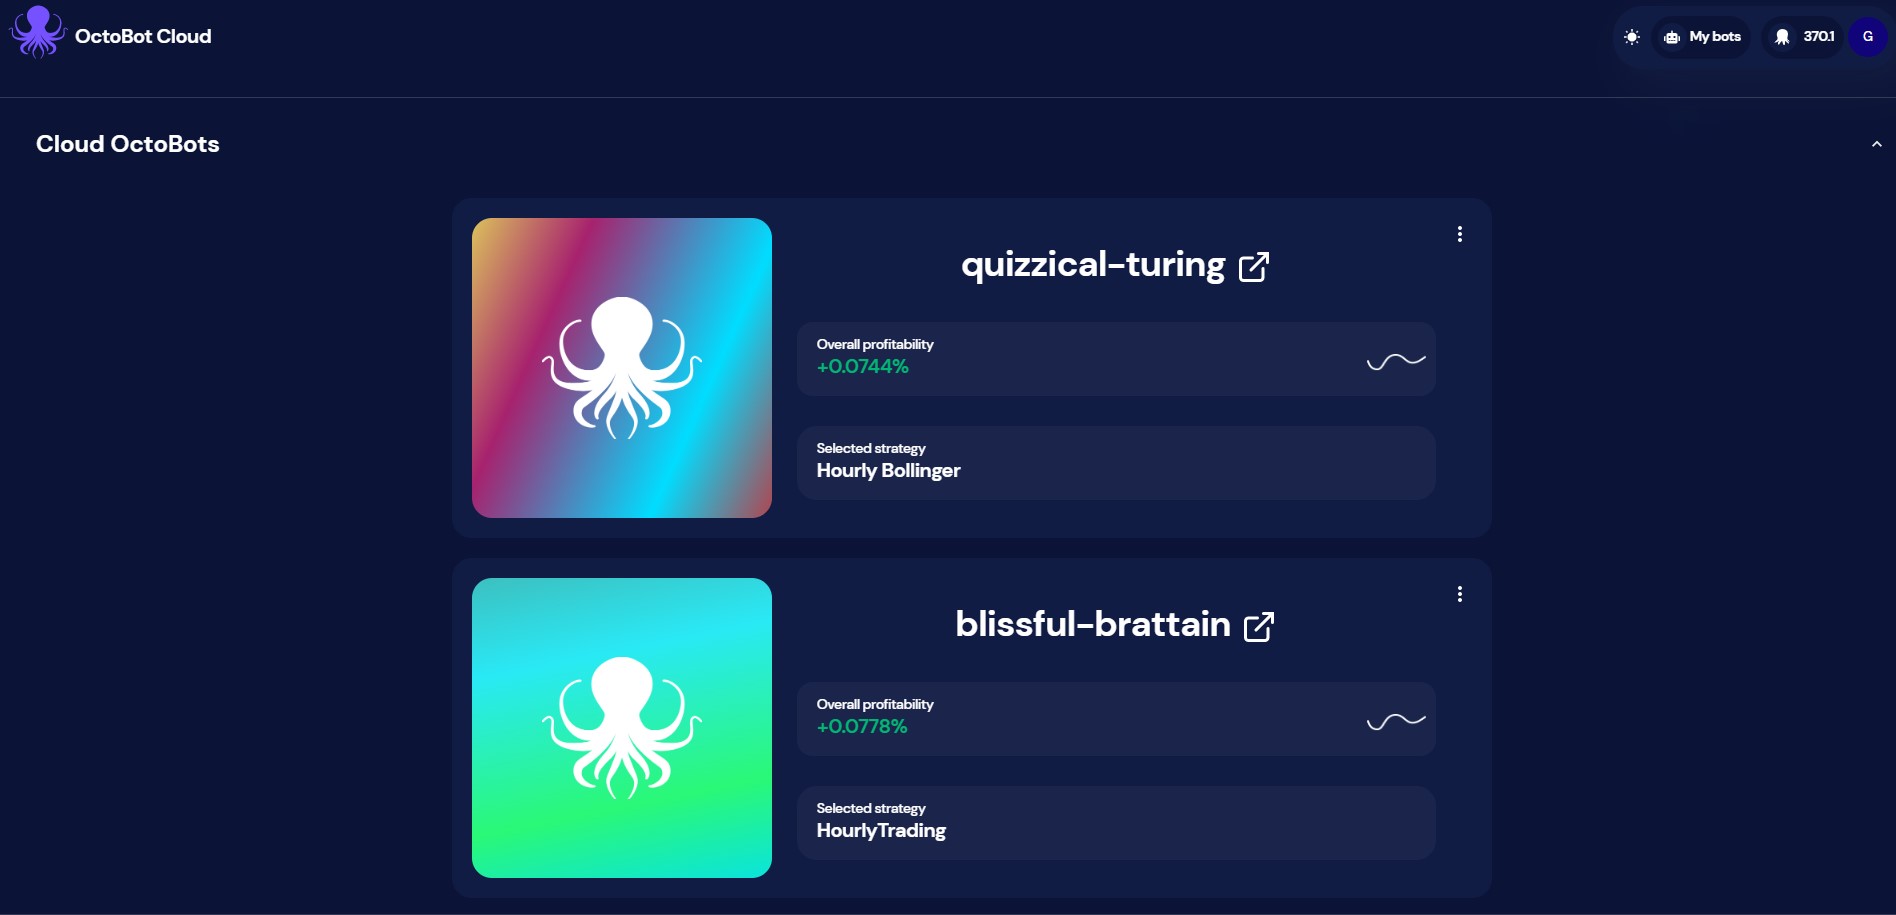 OctoBot Cloud
My bots
370.1
G
Cloud OctoBots
quizzical-turing
Overall profitability
+0.0744%
Selected strategy
Hourly Bollinger
blissful-brattain
Overall profitability
+0.0778%
Selected strategy
HourlyTrading